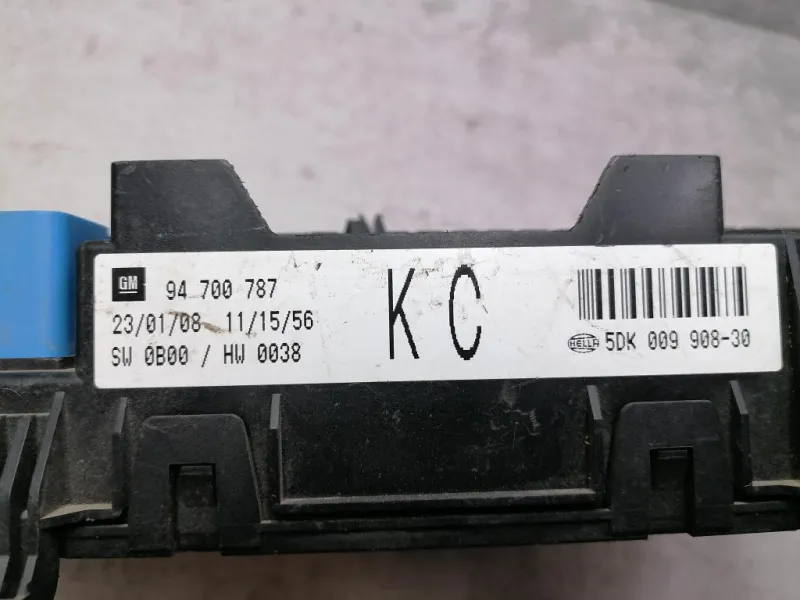 GM 94 700 787
23/01/08 11/15/56
SW 0B00 / HW 0038
KC
HELLA 5DK 009 908-30